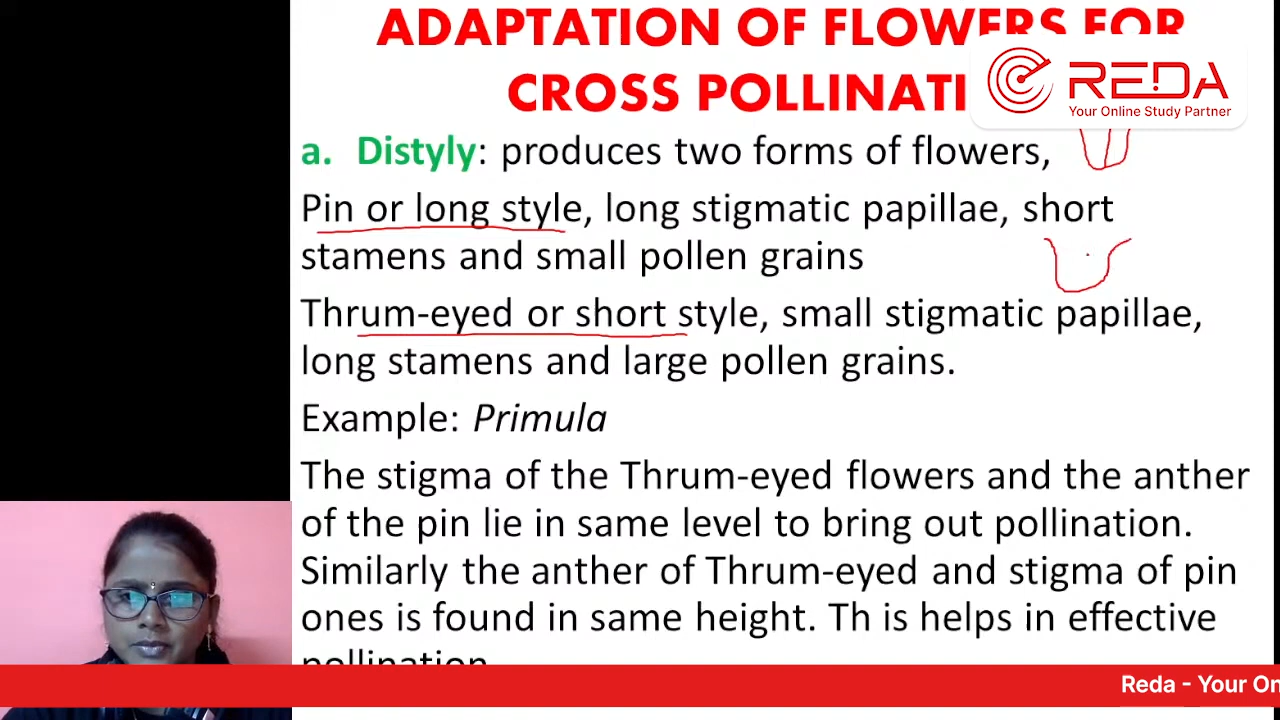 ADAPTATION OF FLOWERS FOR
CROSS POLLINATI
REDA
Your Online Study Partner
a. Distyly: produces two forms of flowers,
Pin or long style, long stigmatic papillae, short
stamens and small pollen grains
Thrum-eyed or short style, small stigmatic papillae,
long stamens and large pollen grains.
Example: Primula
The stigma of the Thrum-eyed flowers and the anther
of the pin lie in same level to bring out pollination.
Similarly the anther of Thrum-eyed and stigma of pin
ones is found in same height. Th is helps in effective
pollination
Reda - Your On